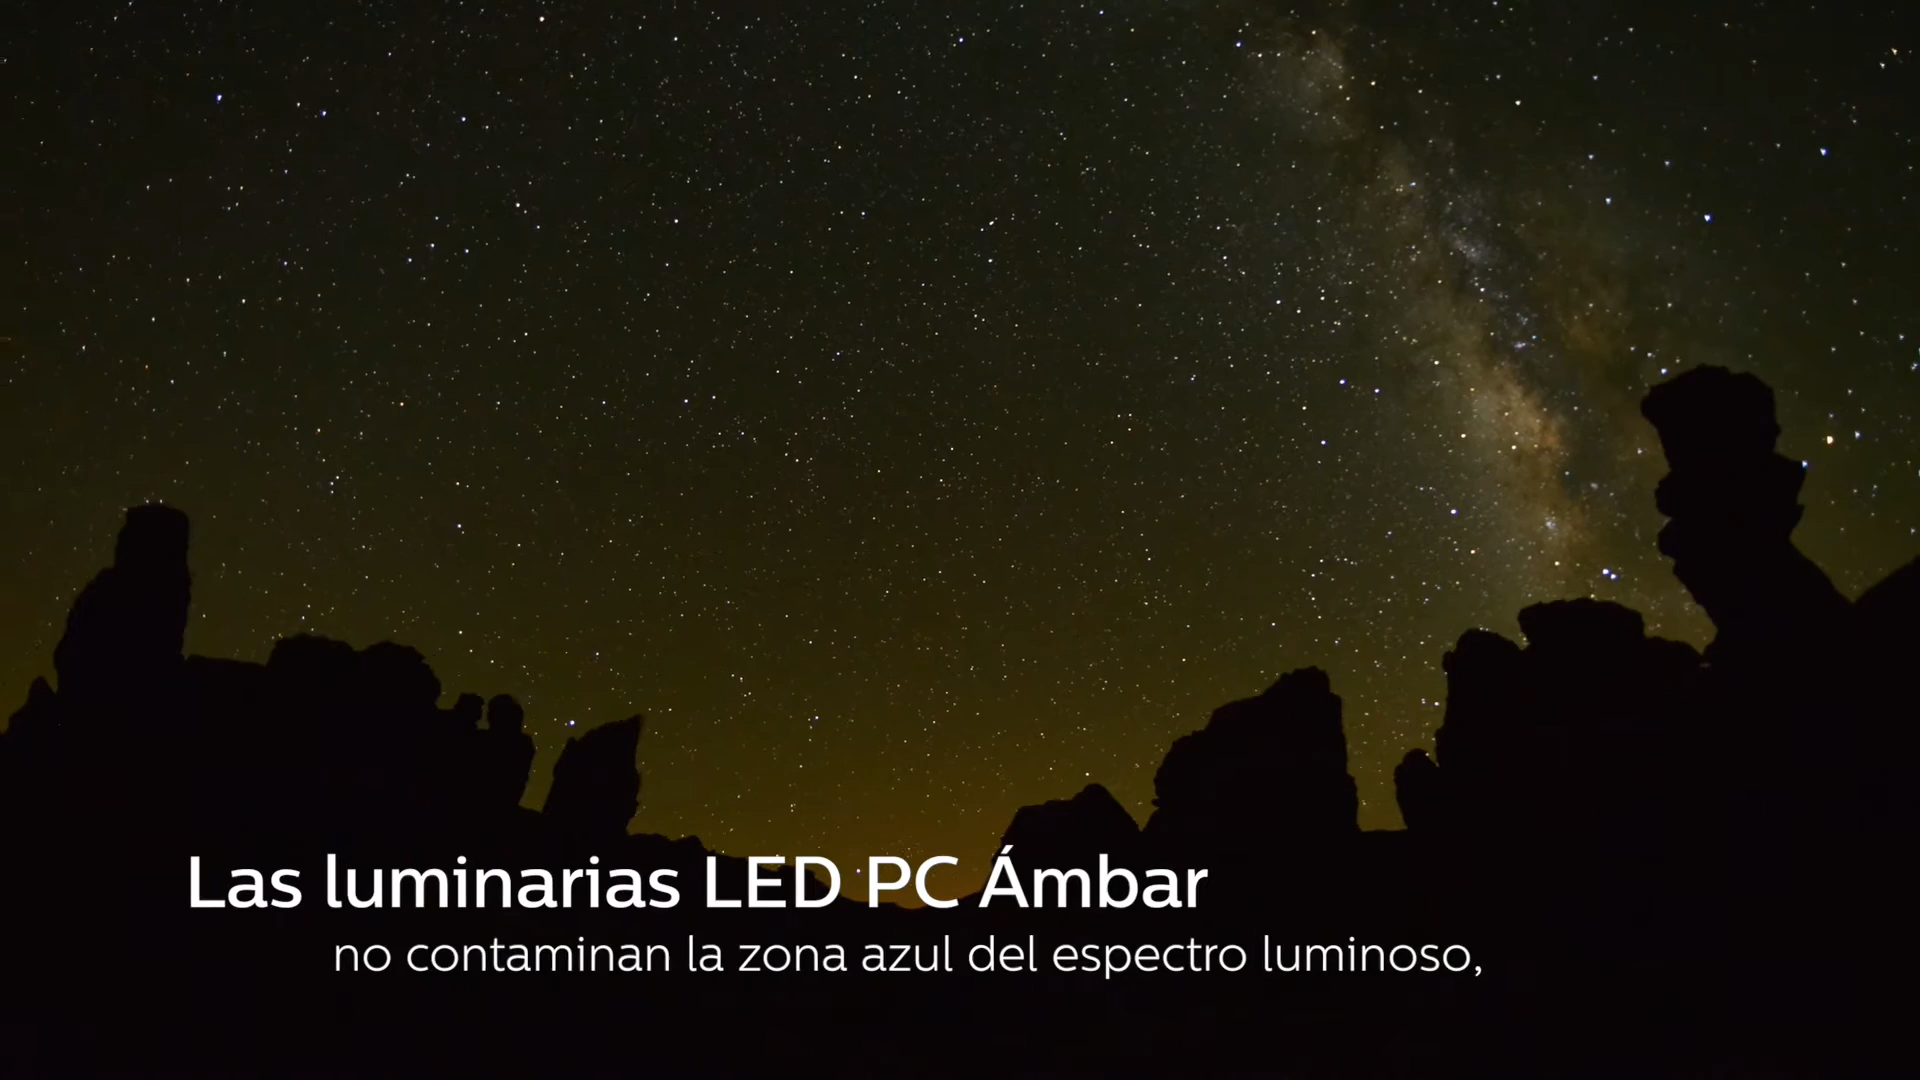 Las luminarias LED PC Ámbar
no contaminan la zona azul del espectro luminoso,